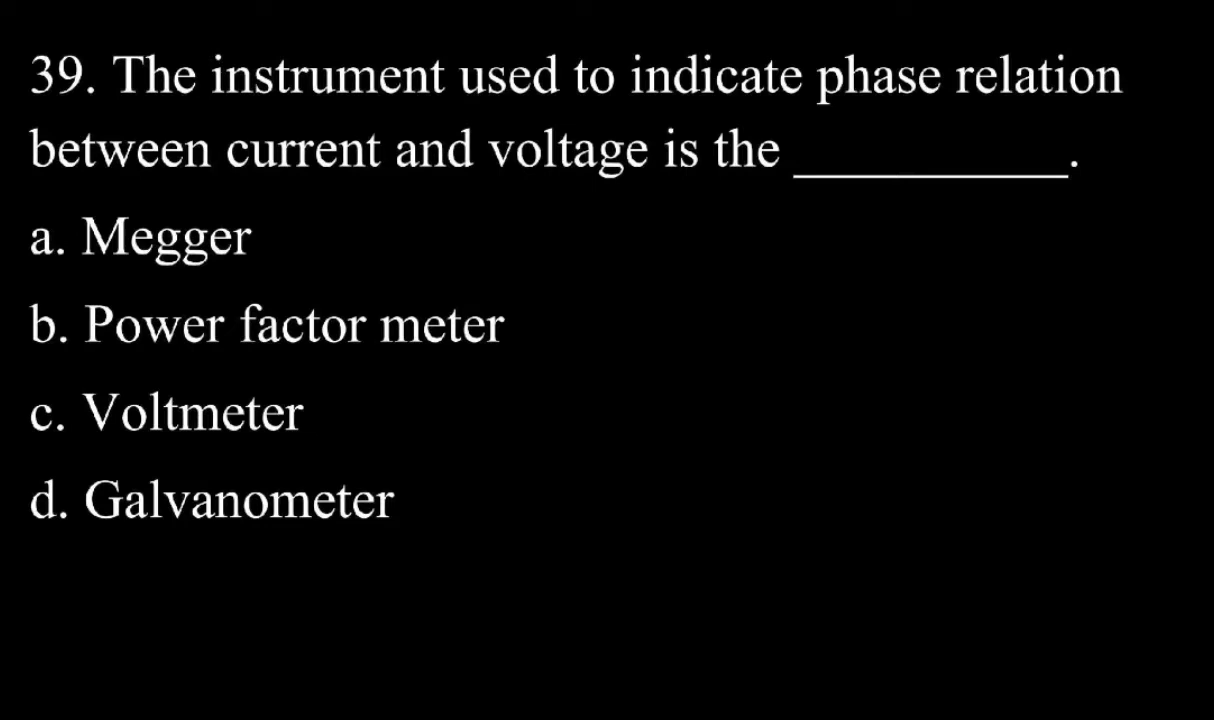 39. The instrument used to indicate phase relation
between current and voltage is the ___________.
a. Megger
b. Power factor meter
c. Voltmeter
d. Galvanometer